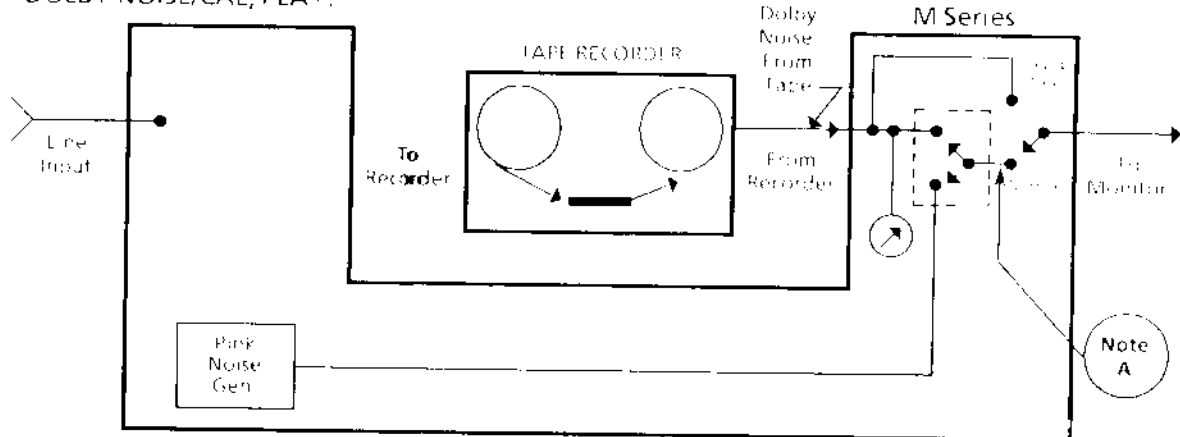 DOLBY NOISE/CAL, PLAY:
M Series
Dolby
Noise
From
Tape
TAPE RECORDER
Line
Input
To
Recorder
From
Recorder
To
Monitor
Pink
Noise
Gen
Note
A